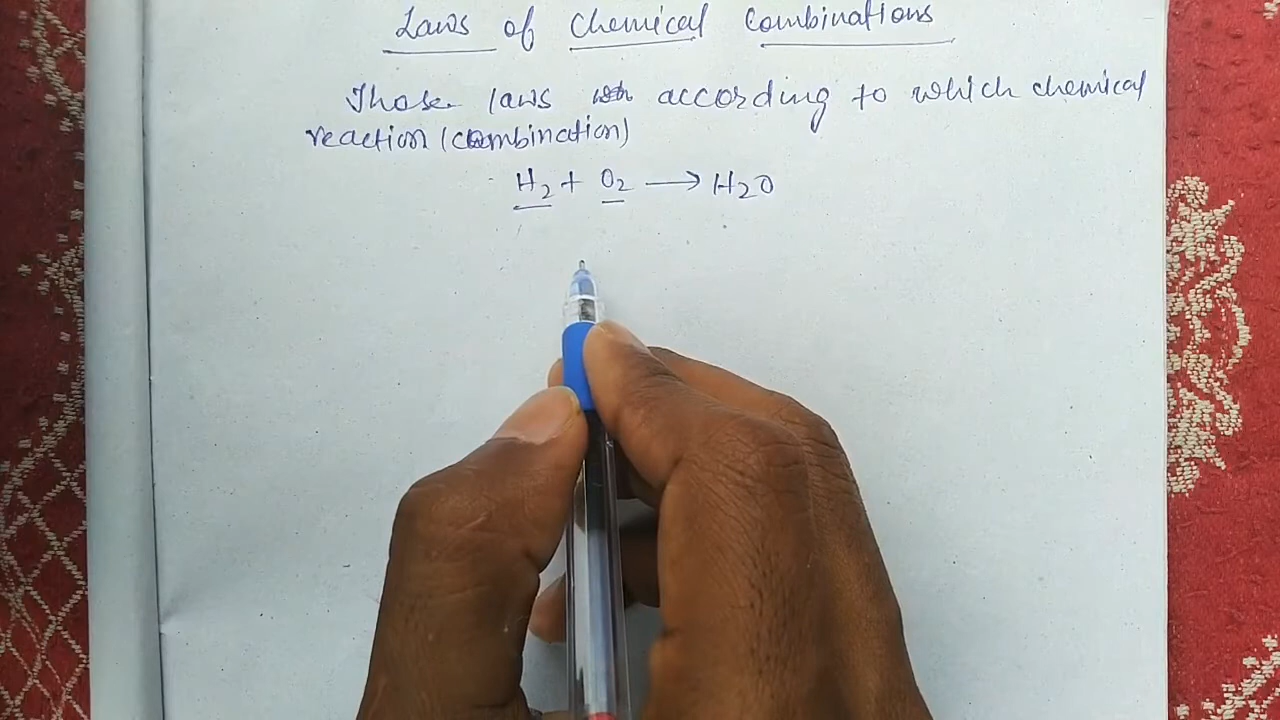 Laws of Chemical Combinations
Those laws according to which chemical
reaction (combination)
H2 + O2 → H2O